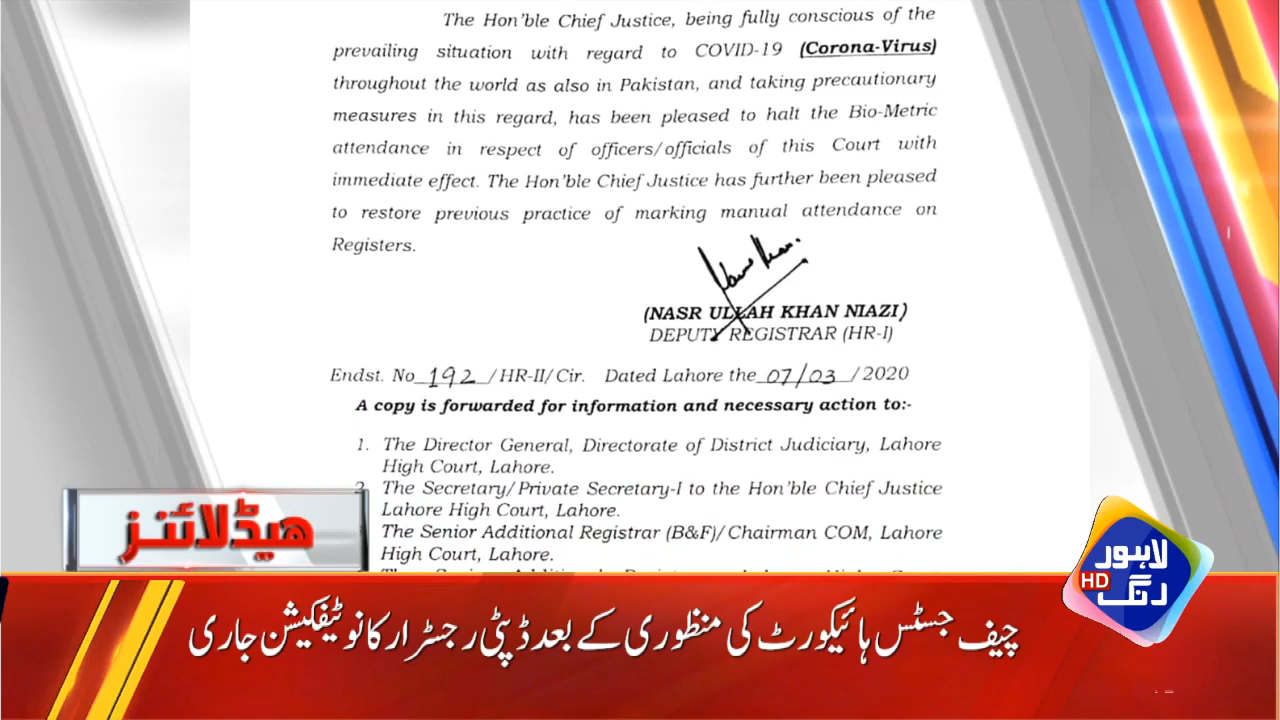 The Hon'ble Chief Justice, being fully conscious of the
prevailing situation with regard to COVID-19 (Corona-Virus)
throughout the world as also in Pakistan, and taking precautionary
measures in this regard, has been pleased to halt the Bio-Metric
attendance in respect of officers/officials of this Court with
immediate effect. The Hon'ble Chief Justice has further been pleased
to restore previous practice of marking manual attendance on
Registers.
(NASR ULLAH KHAN NIAZI)
DEPUTY REGISTRAR (HR-I)
Endst. No 192 /HR-II/Cir. Dated Lahore the 07/03 /2020
A copy is forwarded for information and necessary action to:-
1. The Director General, Directorate of District Judiciary, Lahore
High Court, Lahore.
2. The Secretary/Private Secretary-I to the Hon'ble Chief Justice
Lahore High Court, Lahore.
The Senior Additional Registrar (B&F)/Chairman COM, Lahore
High Court, Lahore.
ہیڈلائنز
لاہور
HD رنگ
چیف جسٹس ہائیکورٹ کی منظوری کے بعد ڈپٹی رجسٹرار کا نوٹیفکیشن جاری